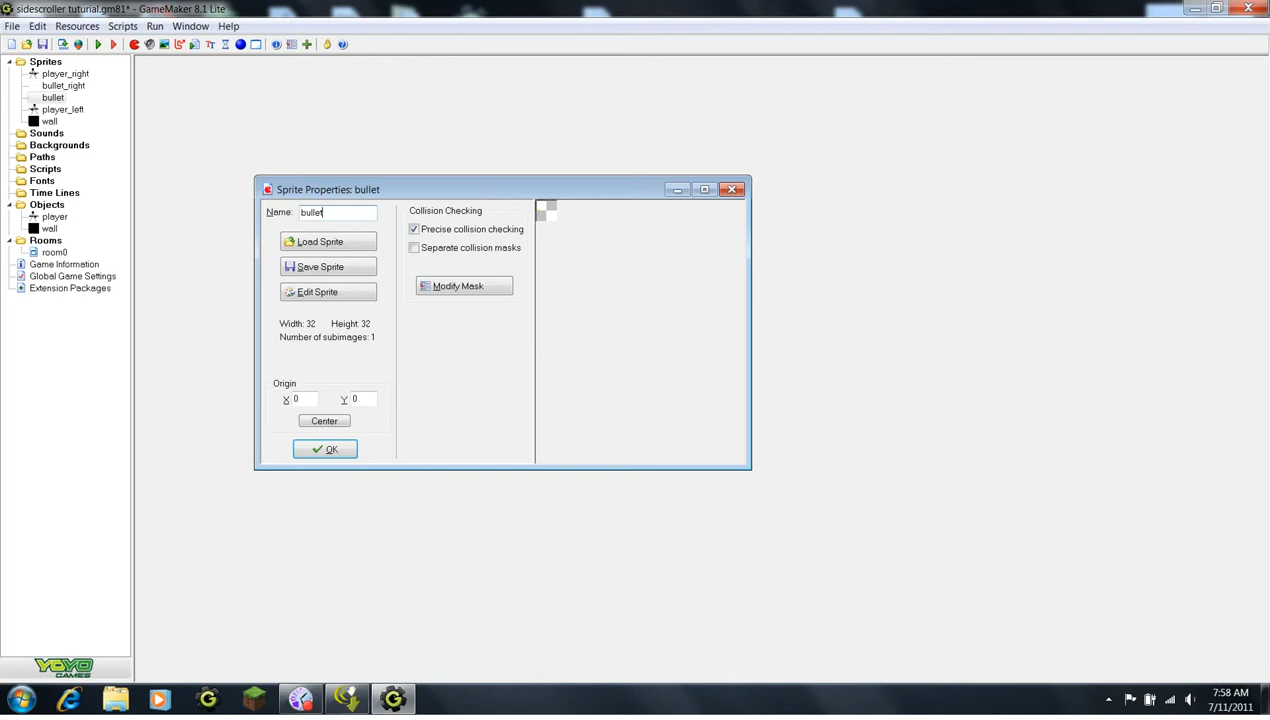 sidescroller tuturial.gm81* - GameMaker 8.1 Lite
File Edit Resources Scripts Run Window Help
Sprites
player_right
bullet_right
bullet
player_left
wall
Sounds
Backgrounds
Paths
Scripts
Fonts
Time Lines
Objects
player
wall
Rooms
room0
Game Information
Global Game Settings
Extension Packages
Sprite Properties: bullet
Name: bullet
Load Sprite
Save Sprite
Edit Sprite
Width: 32 Height: 32
Number of subimages: 1
Origin
X 0 Y 0
Center
OK
Collision Checking
Precise collision checking
Separate collision masks
Modify Mask
YOYO
GAMES
7:58 AM
7/11/2011